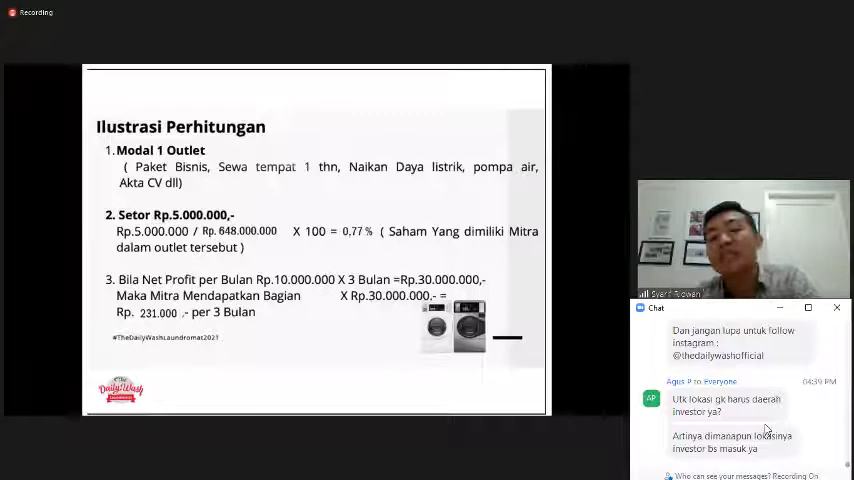 Recording
Ilustrasi Perhitungan
1. Modal 1 Outlet
( Paket Bisnis, Sewa tempat 1 thn, Naikan Daya listrik, pompa air,
Akta CV dll)
2. Setor Rp.5.000.000,-
Rp.5.000.000 / Rp. 648.000.000 X 100 = 0,77 % ( Saham Yang dimiliki Mitra
dalam outlet tersebut )
3. Bila Net Profit per Bulan Rp.10.000.000 X 3 Bulan =Rp.30.000.000,-
Maka Mitra Mendapatkan Bagian X Rp.30.000.000,- =
Rp. 231.000 ,- per 3 Bulan
#TheDailyWashLaundromat2021
The
Daily Wash
Syarif Ridwan
Chat
Dan jangan lupa untuk follow
instagram :
@thedailywashofficial
Agus P to Everyone 04:39 PM
AP
Utk lokasi gk harus daerah
investor ya?
Artinya dimanapun lokasinya
investor bs masuk ya
Who can see your messages? Recording On